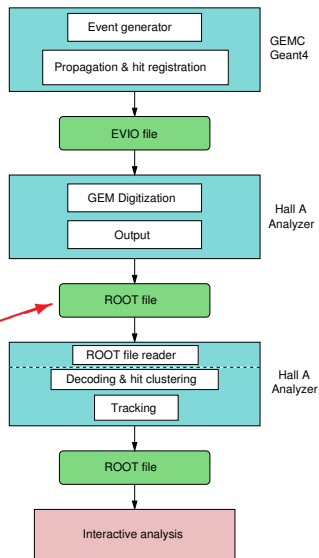 Event generator
Propagation & hit registration
GEMC
Geant4
EVIO file
GEM Digitization
Output
Hall A
Analyzer
ROOT file
ROOT file reader
Decoding & hit clustering
Tracking
Hall A
Analyzer
ROOT file
Interactive analysis